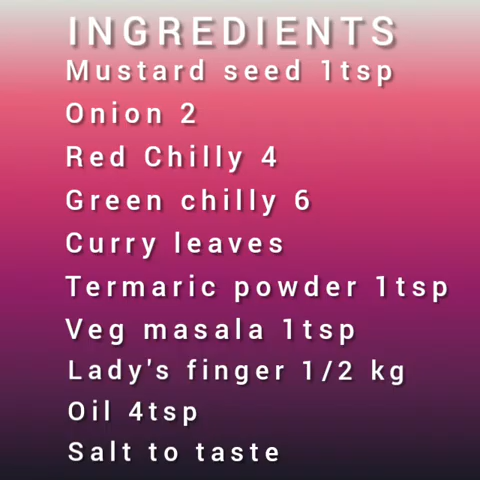 INGREDIENTS
Mustard seed 1tsp
Onion 2
Red Chilly 4
Green chilly 6
Curry leaves
Termaric powder 1tsp
Veg masala 1tsp
Lady's finger 1/2 kg
Oil 4tsp
Salt to taste